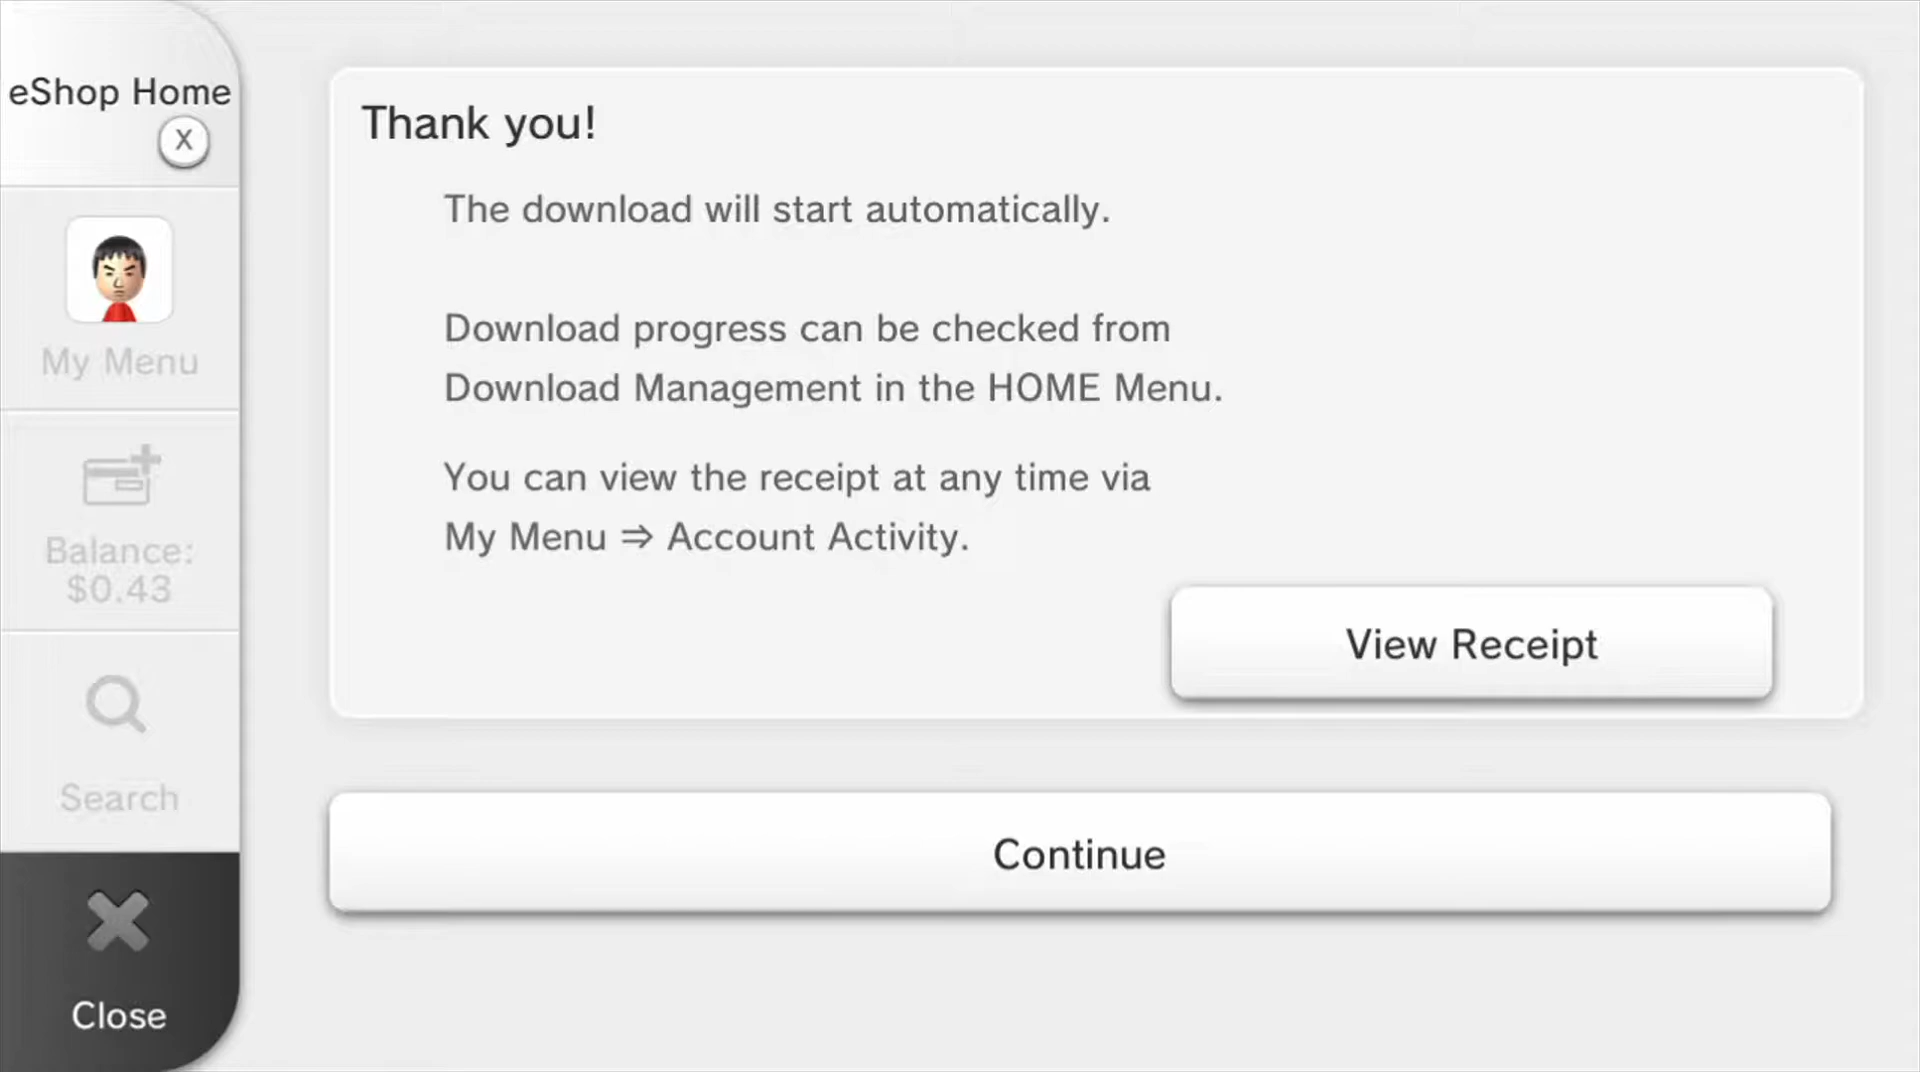 eShop Home
X
My Menu
Balance:
$0.43
Search
Close
Thank you!
The download will start automatically.
Download progress can be checked from
Download Management in the HOME Menu.
You can view the receipt at any time via
My Menu ⇒ Account Activity.
View Receipt
Continue